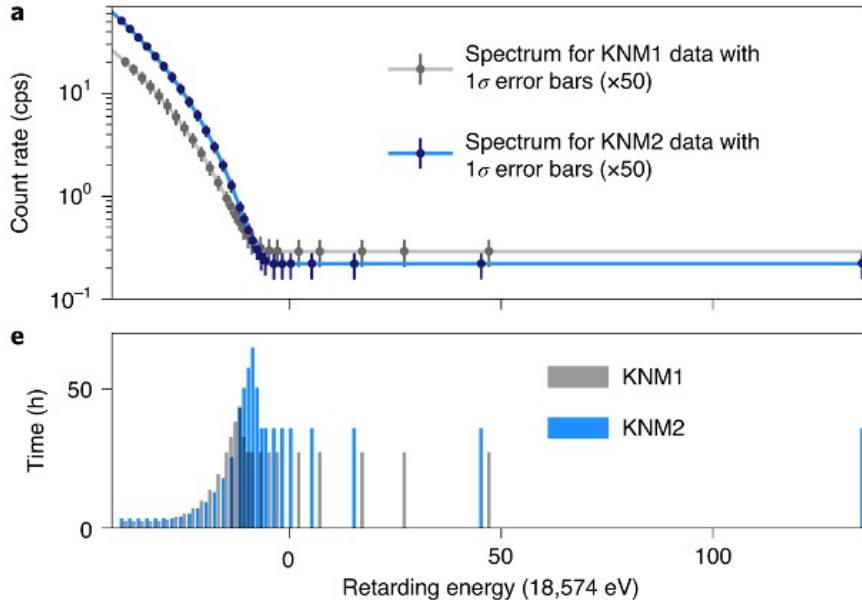 a
Spectrum for KNM1 data with
1σ error bars (×50)
Spectrum for KNM2 data with
1σ error bars (×50)
Count rate (cps)
10¹
10⁰
10⁻¹
e
KNM1
KNM2
Time (h)
50
0
0 50 100
Retarding energy (18,574 eV)